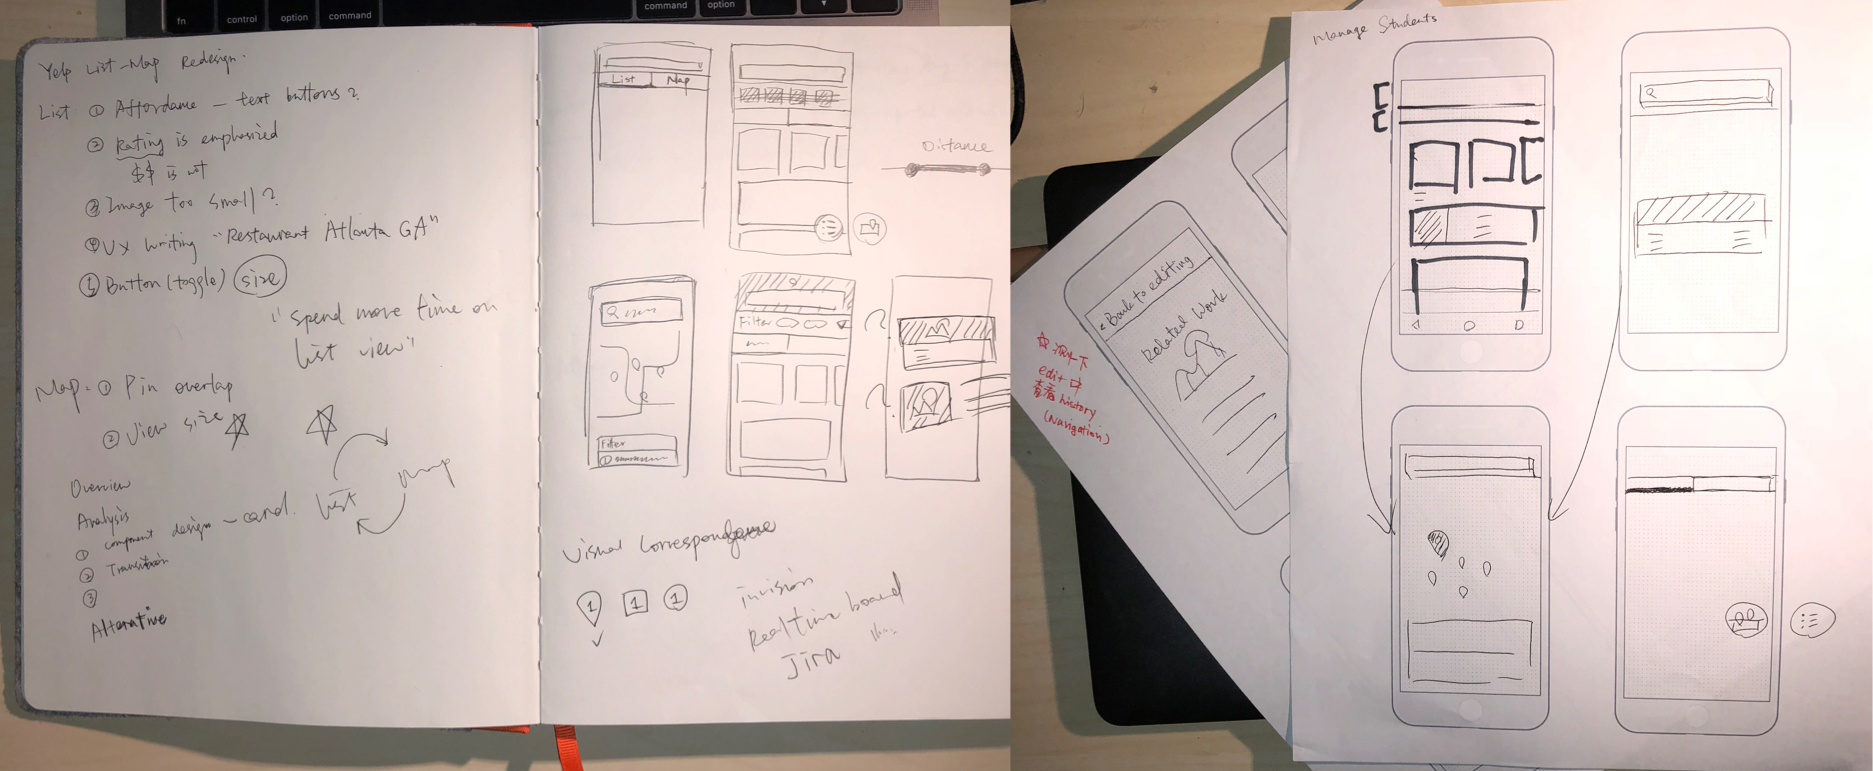 fn
control
option
command
command
option
Yelp List-Map Redesign.
List ① Affordance — text buttons?
② Rating is emphasized
$$ is not
③ Image too small?
④ UX Writing "Restaurant Atlanta GA"
⑤ Button (toggle) size
"spend more time on
list view"
Map: ① Pin overlap
② View size
Overview
Analysis
① component design - card.
② Transition
③
Alterative
list
map
List Map
Distance
Filter
Filter
①
Visual Correspondence
1 1 1
invision
Realtime board
Jira
Manage Students
< Back to editing
Related Work
edit 中
查看 history
(navigation)